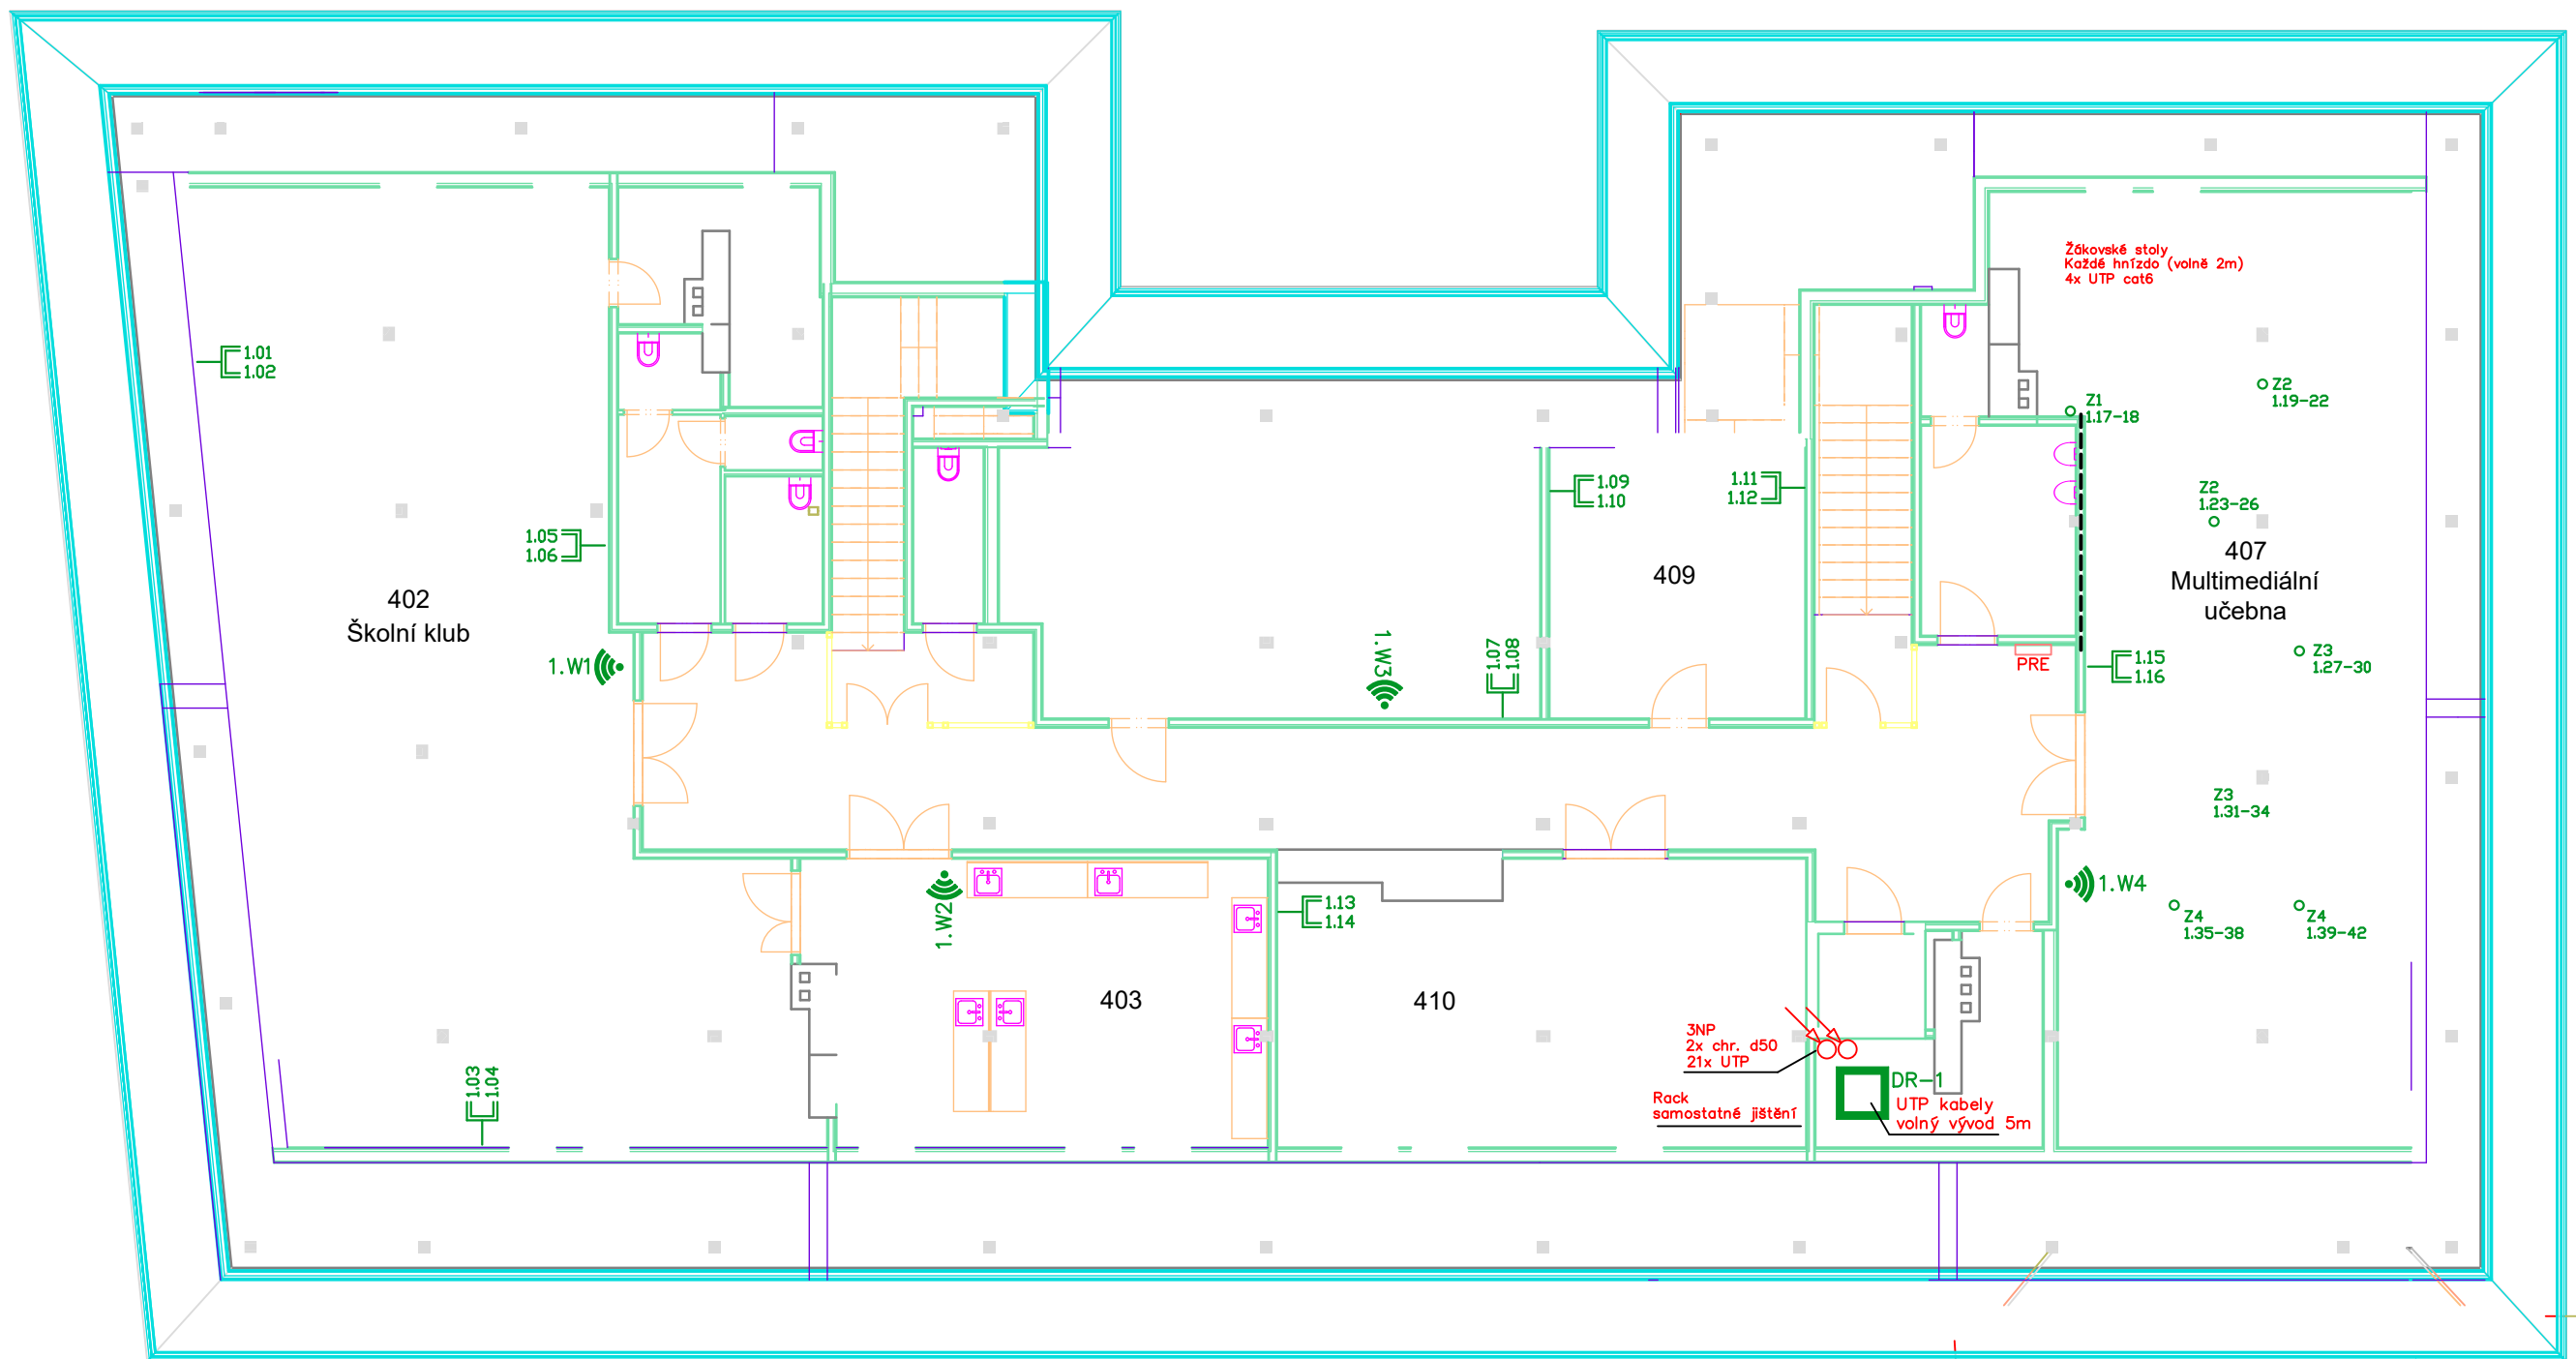 Žákovské stoly
Každé hnízdo (volně 2m)
4x UTP cat6
1.01
1.02
Z2
1.19-22
Z1
1.17-18
1.09
1.10
1.11
1.12
Z2
1.23-26
1.05
1.06
407
Multimediální
učebna
409
402
Školní klub
1.W1
1.W3
1.07
1.08
PRE
1.15
1.16
Z3
1.27-30
Z3
1.31-34
1.W4
1.W2
1.13
1.14
Z4
1.35-38
Z4
1.39-42
403
410
3NP
2x chr. d50
21x UTP
1.03
1.04
DR-1
Rack
samostatné jištění
UTP kabely
volný vývod 5m